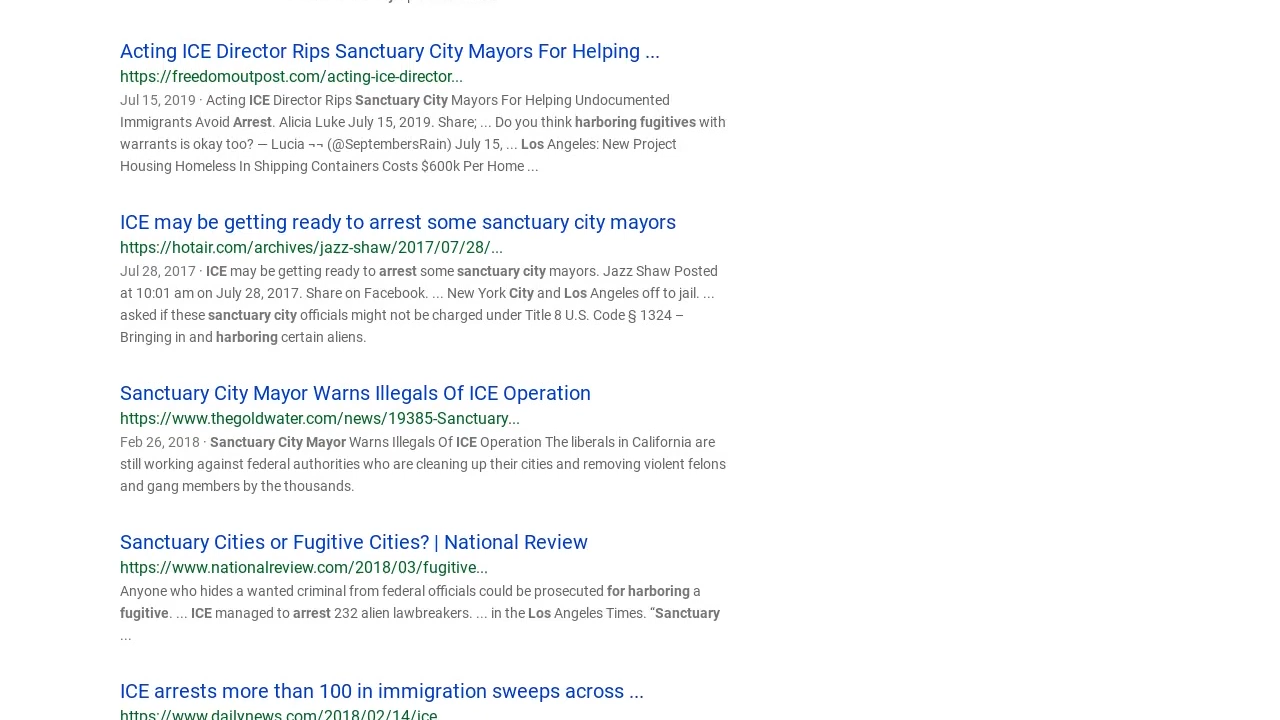 Acting ICE Director Rips Sanctuary City Mayors For Helping ...
https://freedomoutpost.com/acting-ice-director...
Jul 15, 2019 · Acting ICE Director Rips Sanctuary City Mayors For Helping Undocumented
Immigrants Avoid Arrest. Alicia Luke July 15, 2019. Share; ... Do you think harboring fugitives with
warrants is okay too? — Lucia ¬¬ (@SeptembersRain) July 15, ... Los Angeles: New Project
Housing Homeless In Shipping Containers Costs $600k Per Home ...
ICE may be getting ready to arrest some sanctuary city mayors
https://hotair.com/archives/jazz-shaw/2017/07/28/...
Jul 28, 2017 · ICE may be getting ready to arrest some sanctuary city mayors. Jazz Shaw Posted
at 10:01 am on July 28, 2017. Share on Facebook. ... New York City and Los Angeles off to jail. ...
asked if these sanctuary city officials might not be charged under Title 8 U.S. Code § 1324 –
Bringing in and harboring certain aliens.
Sanctuary City Mayor Warns Illegals Of ICE Operation
https://www.thegoldwater.com/news/19385-Sanctuary...
Feb 26, 2018 · Sanctuary City Mayor Warns Illegals Of ICE Operation The liberals in California are
still working against federal authorities who are cleaning up their cities and removing violent felons
and gang members by the thousands.
Sanctuary Cities or Fugitive Cities? | National Review
https://www.nationalreview.com/2018/03/fugitive...
Anyone who hides a wanted criminal from federal officials could be prosecuted for harboring a
fugitive. ... ICE managed to arrest 232 alien lawbreakers. ... in the Los Angeles Times. “Sanctuary
...
ICE arrests more than 100 in immigration sweeps across ...
https://www.dailynews.com/2018/02/14/ice